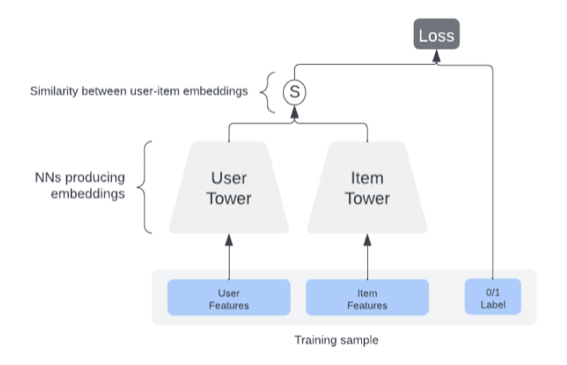 Loss
Similarity between user-item embeddings
S
NNs producing
embeddings
User
Tower
Item
Tower
User
Features
Item
Features
0/1
Label
Training sample